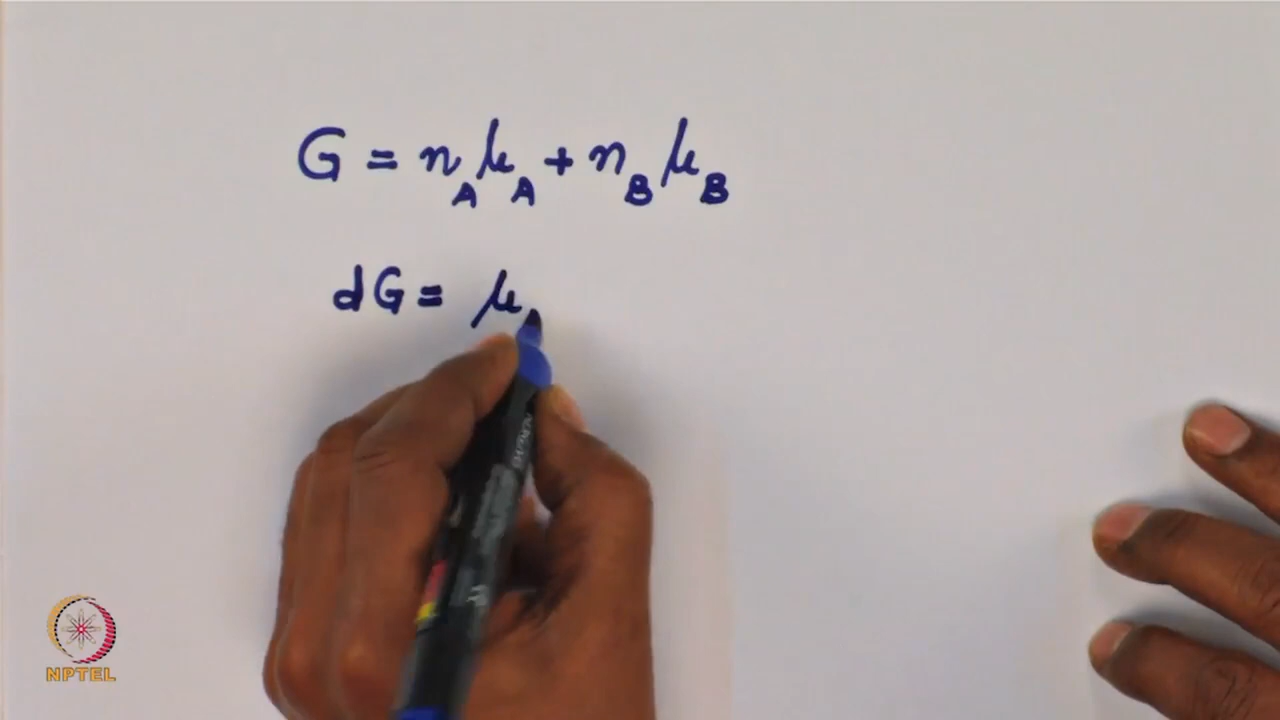 G = n_A μ_A + n_B μ_B
dG = μ
NPTEL